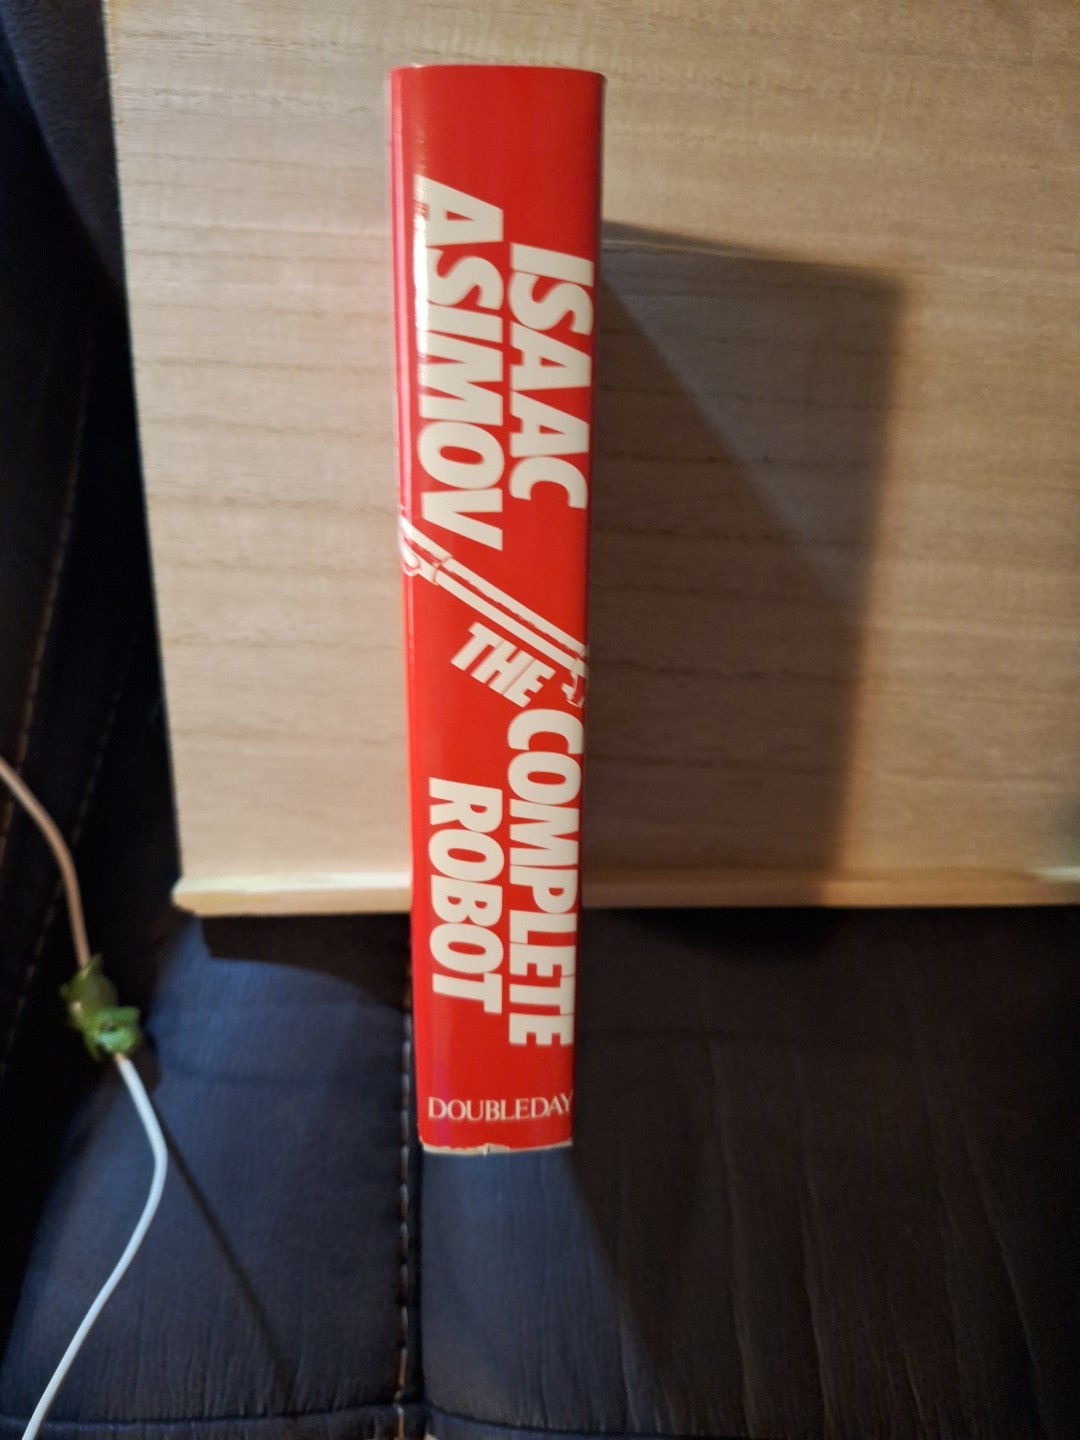 ISAAC
ASIMOV
THE
COMPLETE
ROBOT
DOUBLEDAY